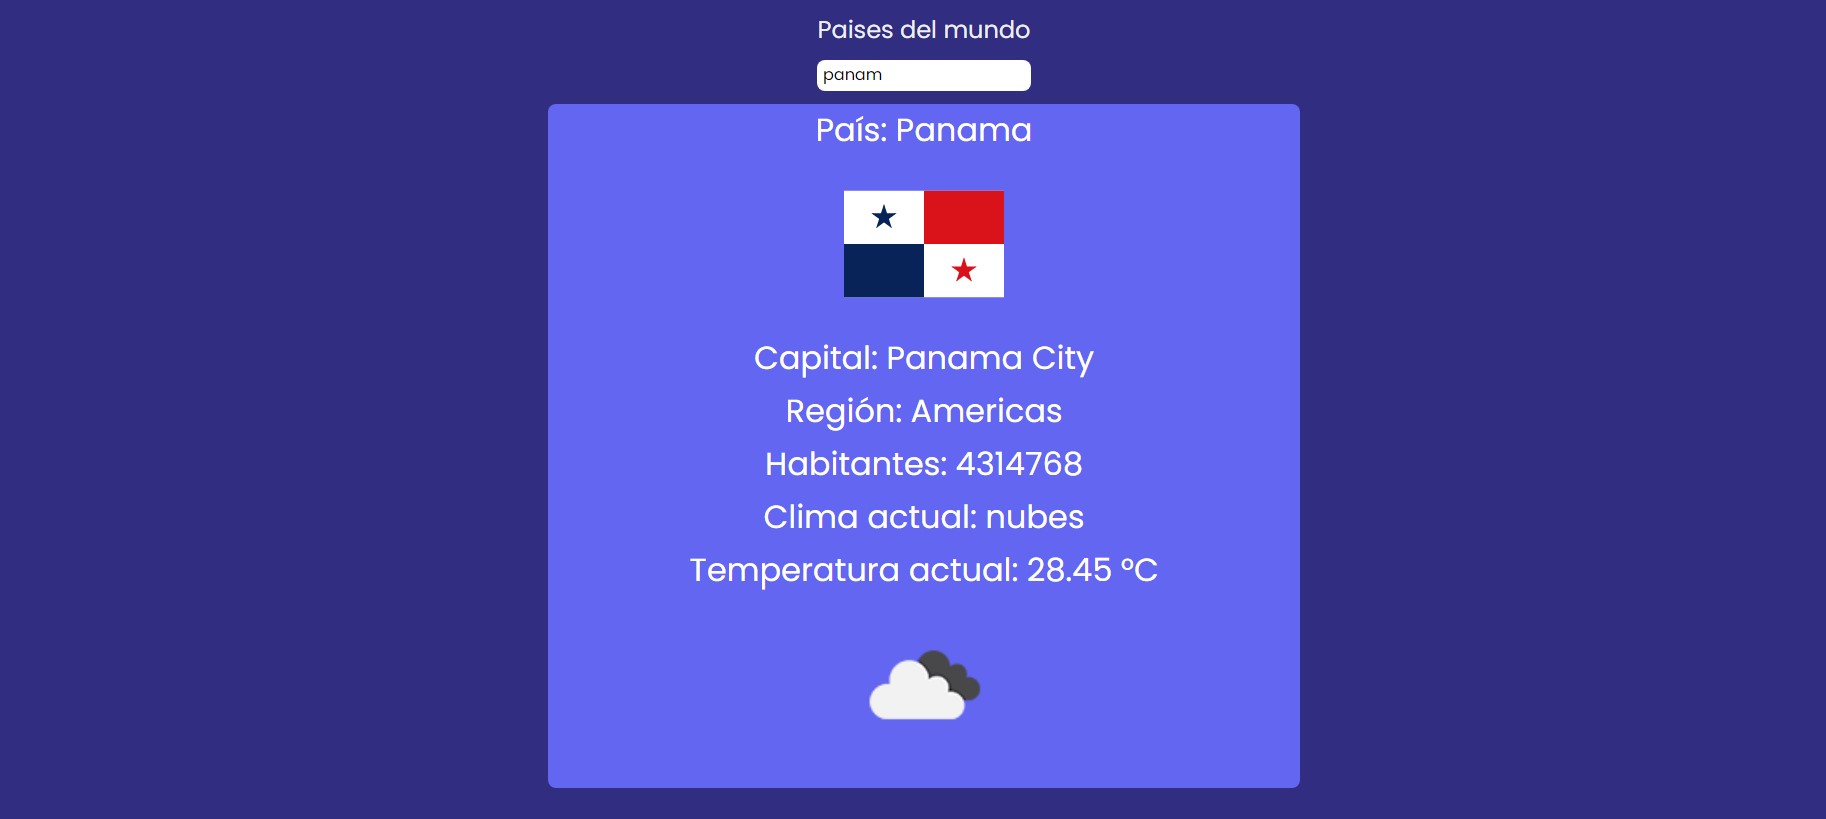 Paises del mundo
panam
País: Panama
Capital: Panama City
Región: Americas
Habitantes: 4314768
Clima actual: nubes
Temperatura actual: 28.45 °C